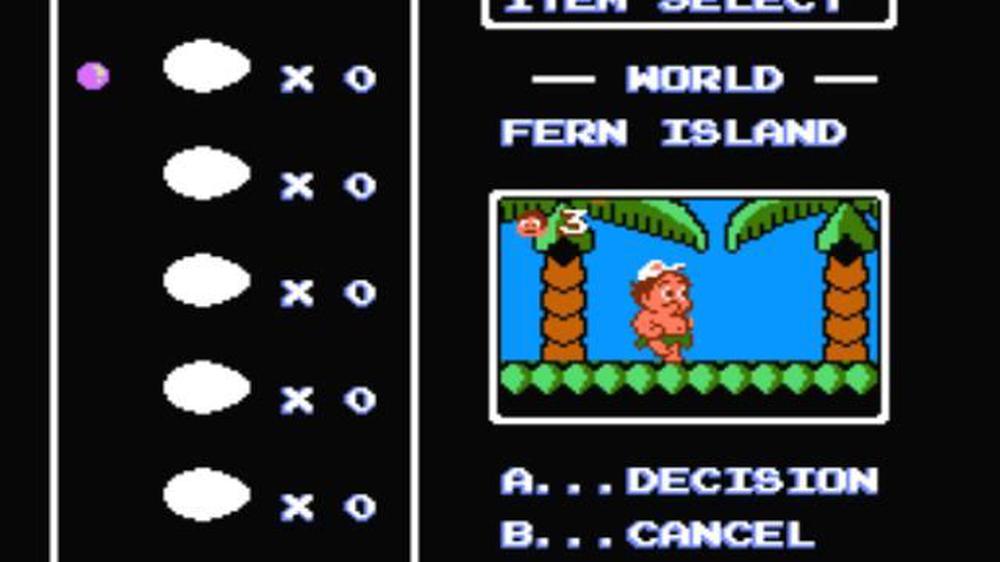 ITEM SELECT
X 0
X 0
X 0
X 0
X 0
— WORLD —
FERN ISLAND
3
A...DECISION
B...CANCEL